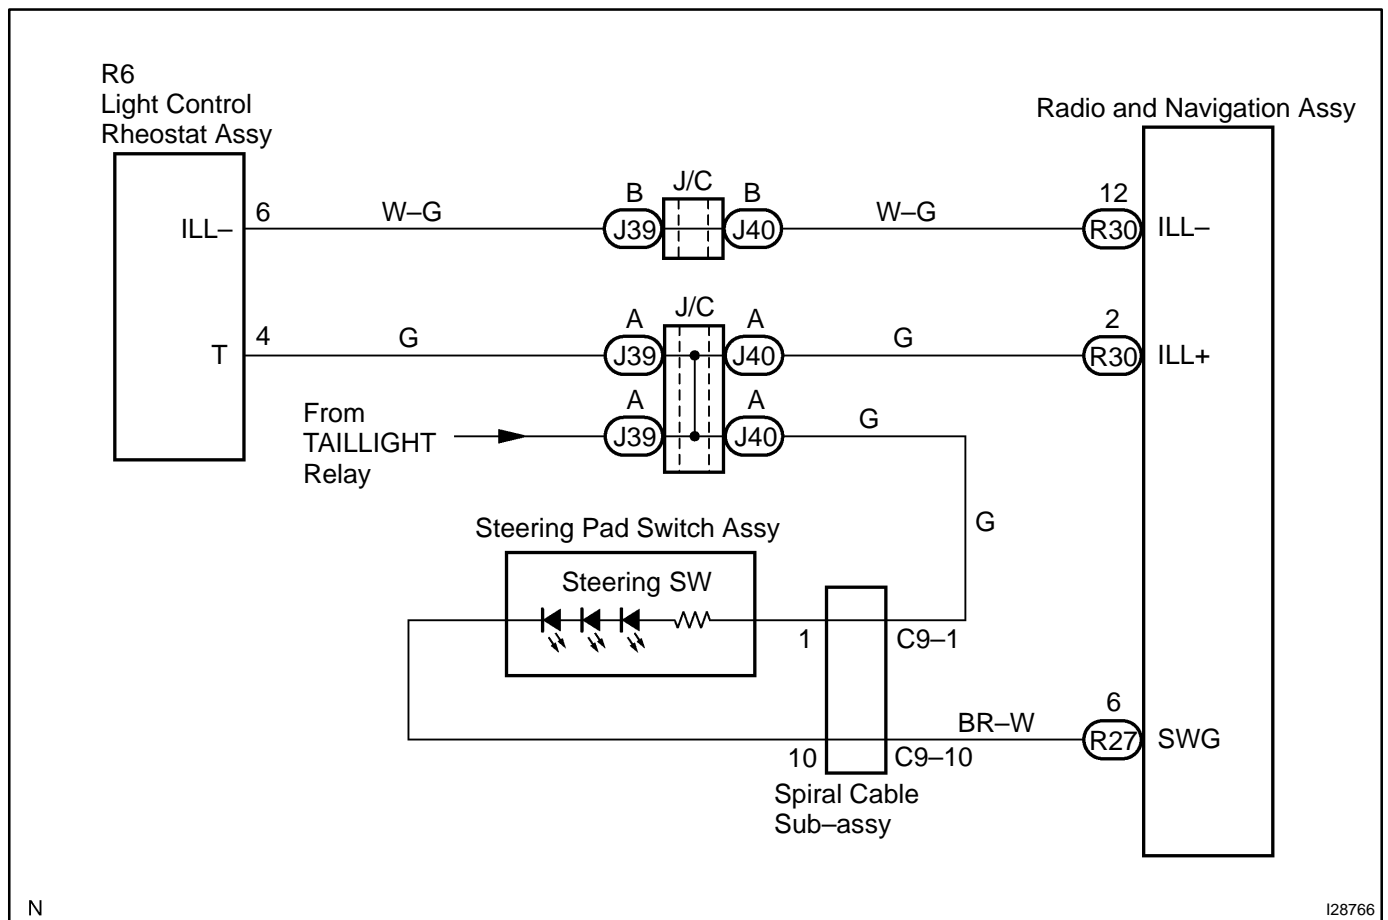 R6
Light Control
Rheostat Assy
Radio and Navigation Assy
J/C
B
B
12
ILL–
6
W–G
J39
J40
W–G
R30
ILL–
J/C
A
A
2
T
4
G
J39
J40
G
R30
ILL+
From
TAILLIGHT
Relay
A
A
J39
J40
G
G
Steering Pad Switch Assy
Steering SW
1
C9–1
6
BR–W
R27
SWG
10
C9–10
Spiral Cable
Sub–assy
N
I28766